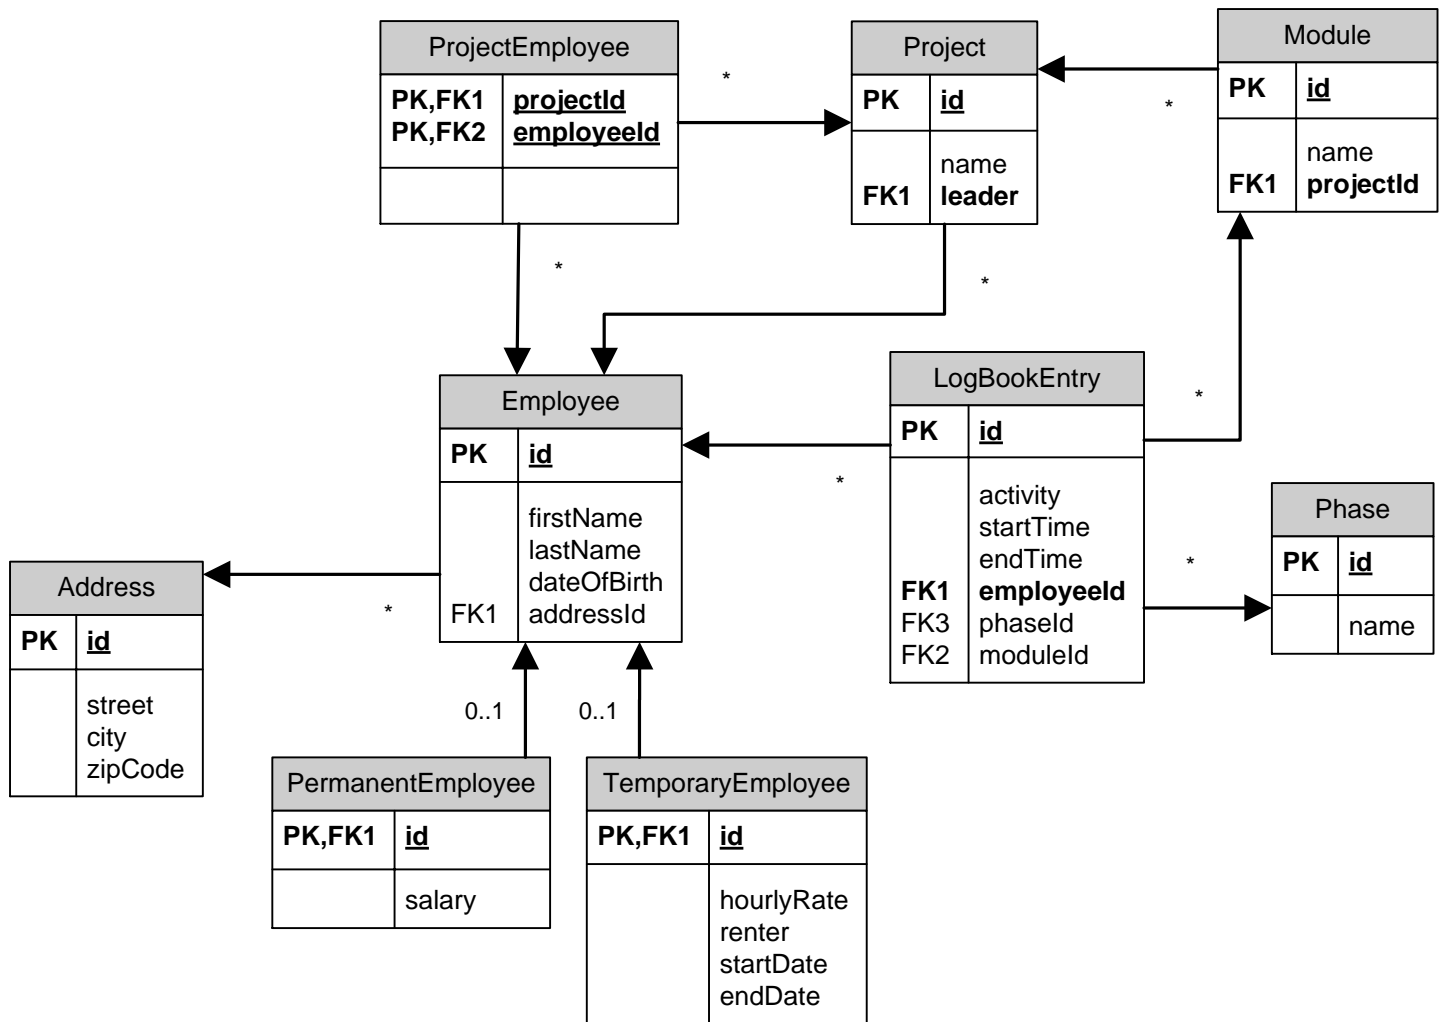 ProjectEmployee
PK,FK1 projectId
PK,FK2 employeeId
*
Project
PK id
name
FK1 leader
Module
PK id
name
FK1 projectId
*
*
*
Employee
PK id
firstName
lastName
dateOfBirth
FK1 addressId
*
LogBookEntry
PK id
activity
startTime
endTime
FK1 employeeId
FK3 phaseId
FK2 moduleId
*
*
Phase
PK id
name
Address
PK id
street
city
zipCode
*
0..1
0..1
PermanentEmployee
PK,FK1 id
salary
TemporaryEmployee
PK,FK1 id
hourlyRate
renter
startDate
endDate